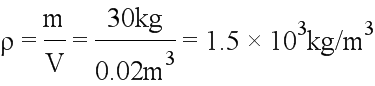 ρ = m/V = 30kg/0.02m³ = 1.5 × 10³kg/m³